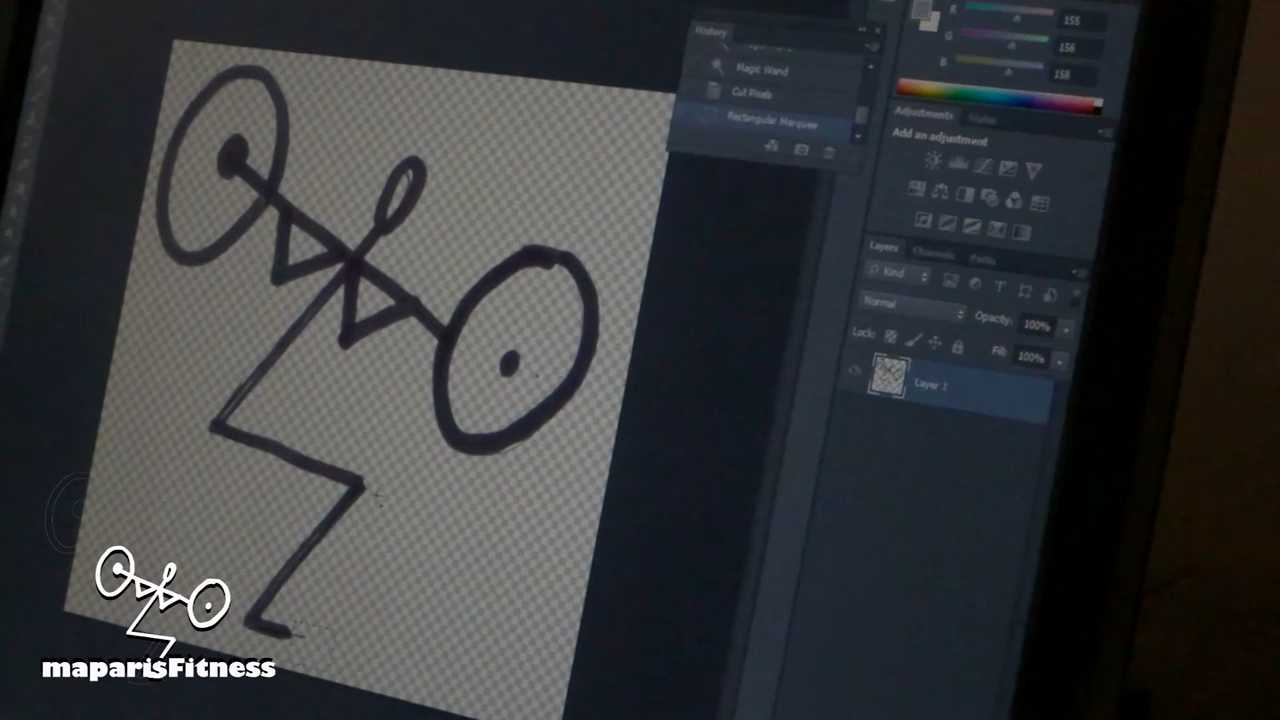 R 155
History
G 156
Magic Wand
B 158
Cut Pixels
Rectangular Marquee
Adjustments Styles
Add an adjustment
Layers Channels Paths
Kind
Normal Opacity: 100%
Lock: Fill: 100%
Layer 1
maparisFitness